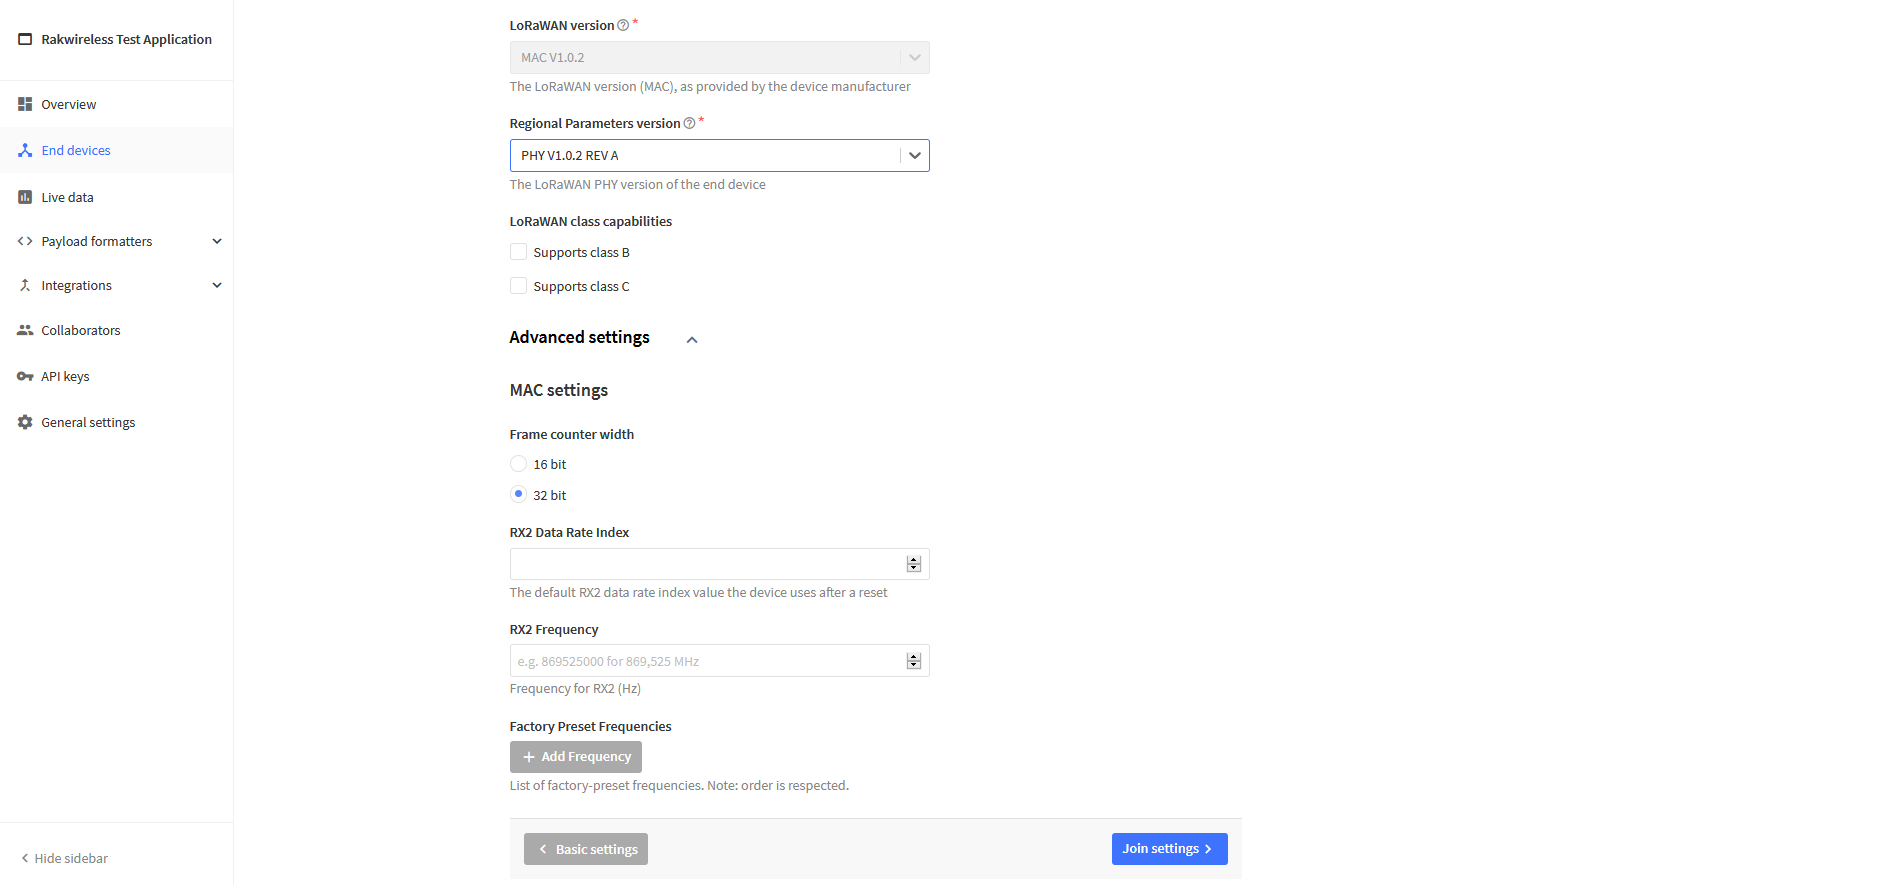 Rakwireless Test Application
Overview
End devices
Live data
Payload formatters
Integrations
Collaborators
API keys
General settings
Hide sidebar
LoRaWAN version *
MAC V1.0.2
The LoRaWAN version (MAC), as provided by the device manufacturer
Regional Parameters version *
PHY V1.0.2 REV A
The LoRaWAN PHY version of the end device
LoRaWAN class capabilities
Supports class B
Supports class C
Advanced settings
MAC settings
Frame counter width
16 bit
32 bit
RX2 Data Rate Index
The default RX2 data rate index value the device uses after a reset
RX2 Frequency
e.g. 869525000 for 869,525 MHz
Frequency for RX2 (Hz)
Factory Preset Frequencies
+ Add Frequency
List of factory-preset frequencies. Note: order is respected.
Basic settings
Join settings